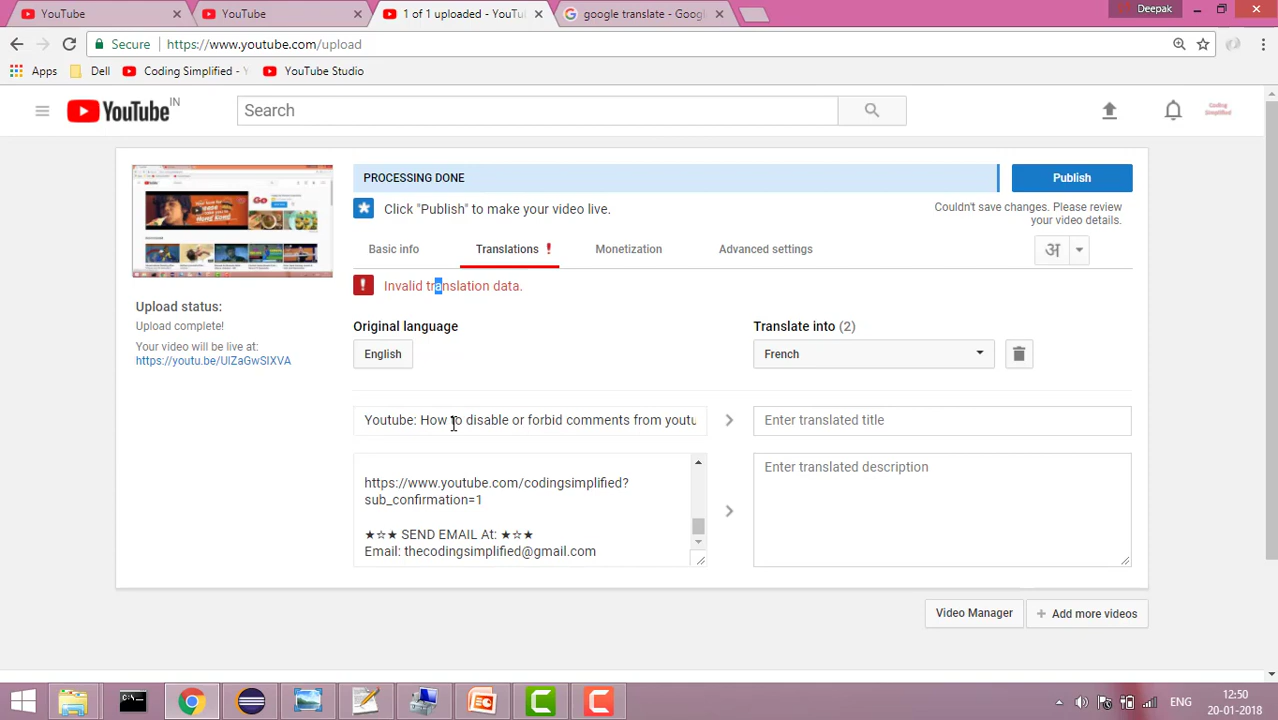 YouTube
YouTube
1 of 1 uploaded - YouTu
google translate - Goog
Deepak
Secure
https://www.youtube.com/upload
Apps
Dell
Coding Simplified - Y
YouTube Studio
YouTube IN
Search
Coding
Simplified
PROCESSING DONE
Publish
Click "Publish" to make your video live.
Couldn't save changes. Please review
your video details.
Basic info
Translations
Monetization
Advanced settings
अ
Invalid translation data.
Upload status:
Upload complete!
Your video will be live at:
https://youtu.be/UIZaGwSIXVA
Original language
Translate into (2)
English
French
Youtube: How to disable or forbid comments from youtu
Enter translated title
https://www.youtube.com/codingsimplified?
sub_confirmation=1
★☆★ SEND EMAIL At: ★☆★
Email: thecodingsimplified@gmail.com
Enter translated description
Video Manager
+ Add more videos
ENG
12:50
20-01-2018